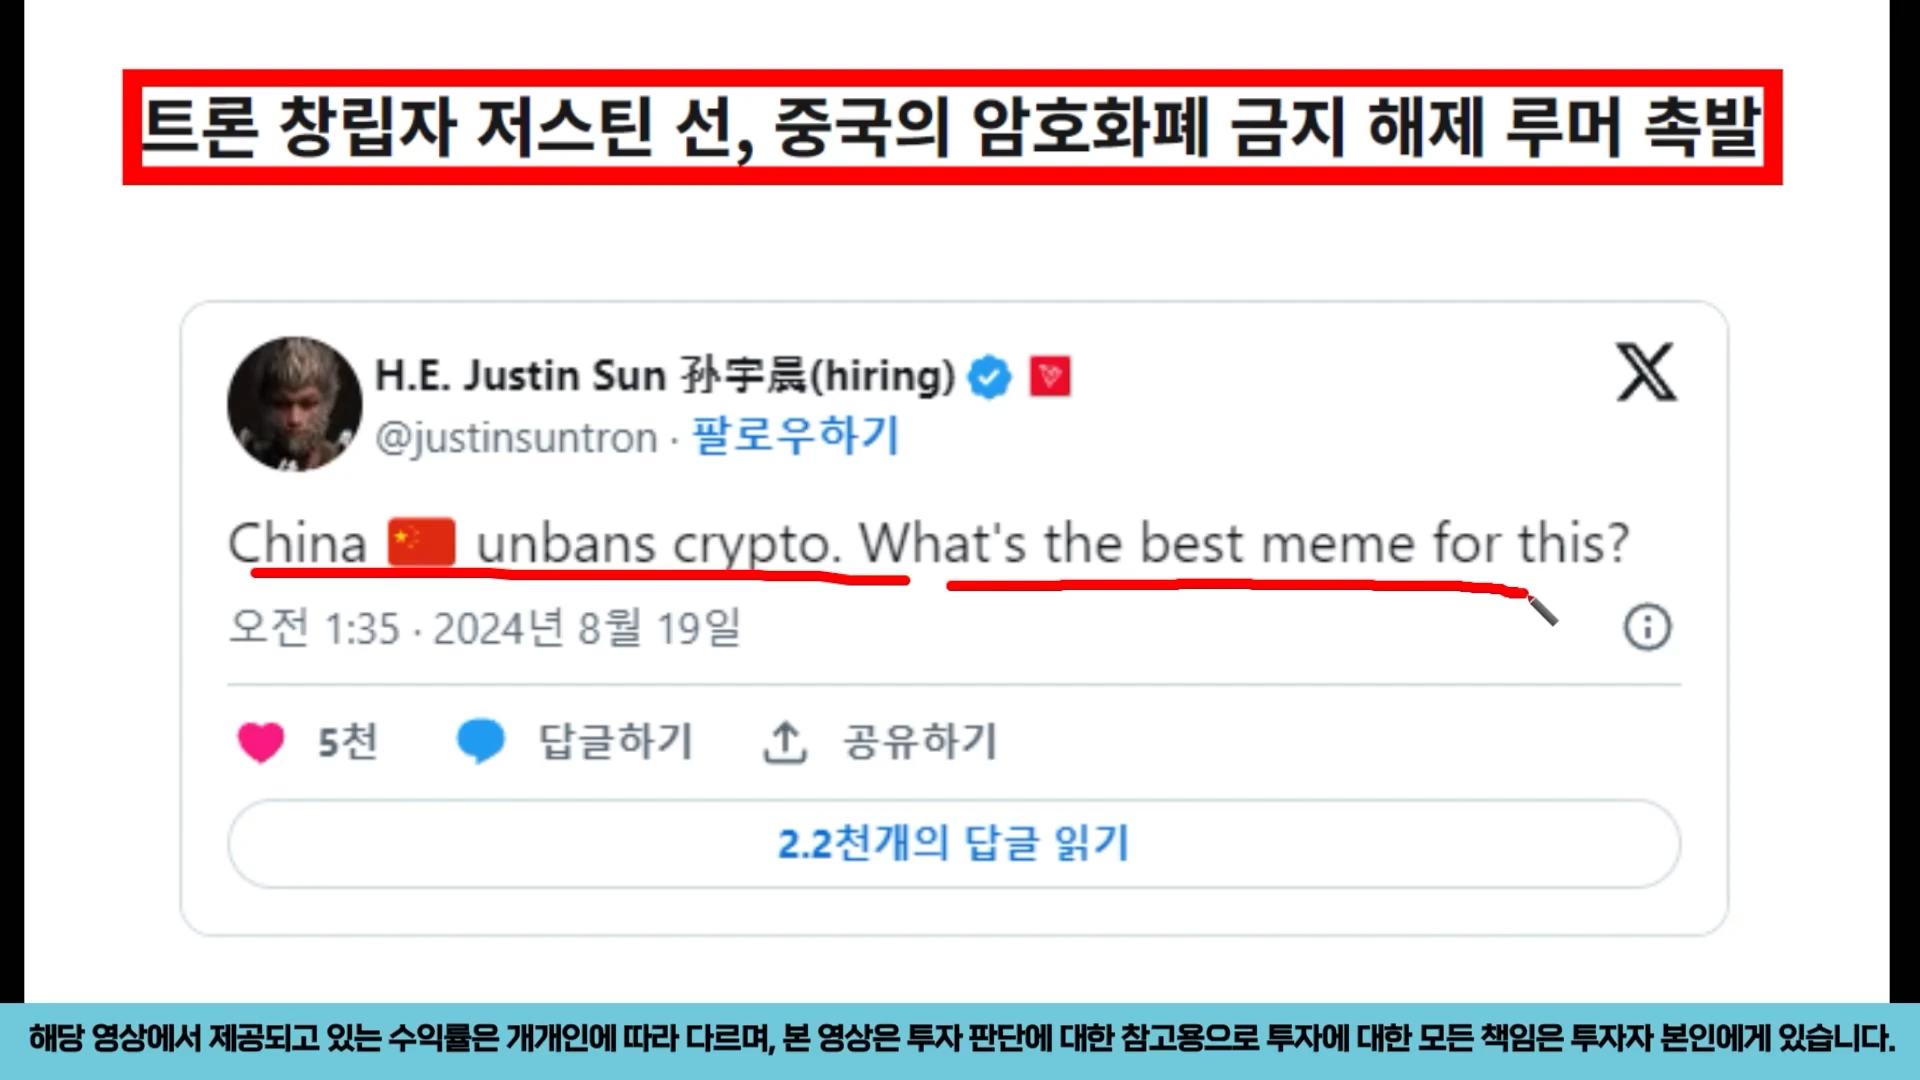 트론 창립자 저스틴 선, 중국의 암호화폐 금지 해제 루머 촉발
H.E. Justin Sun 孙宇晨(hiring)
@justinsuntron · 팔로우하기
China 🇨🇳 unbans crypto. What's the best meme for this?
오전 1:35 · 2024년 8월 19일
5천 답글하기 공유하기
2.2천개의 답글 읽기
해당 영상에서 제공되고 있는 수익률은 개개인에 따라 다르며, 본 영상은 투자 판단에 대한 참고용으로 투자에 대한 모든 책임은 투자자 본인에게 있습니다.